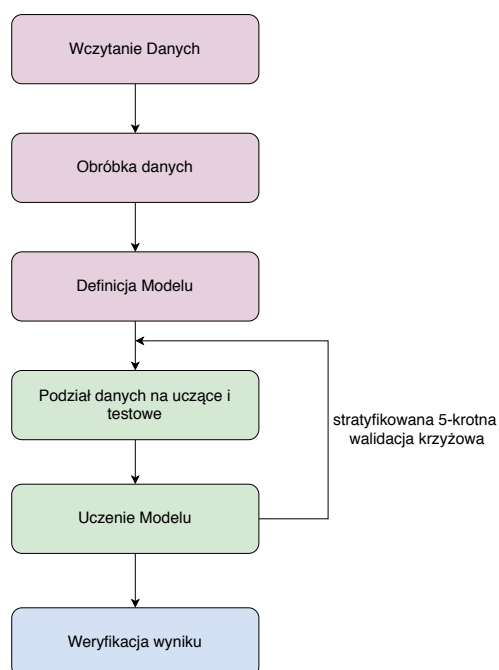 Wczytanie Danych
Obróbka danych
Definicja Modelu
Podział danych na uczące i
testowe
stratyfikowana 5-krotna
walidacja krzyżowa
Uczenie Modelu
Weryfikacja wyniku